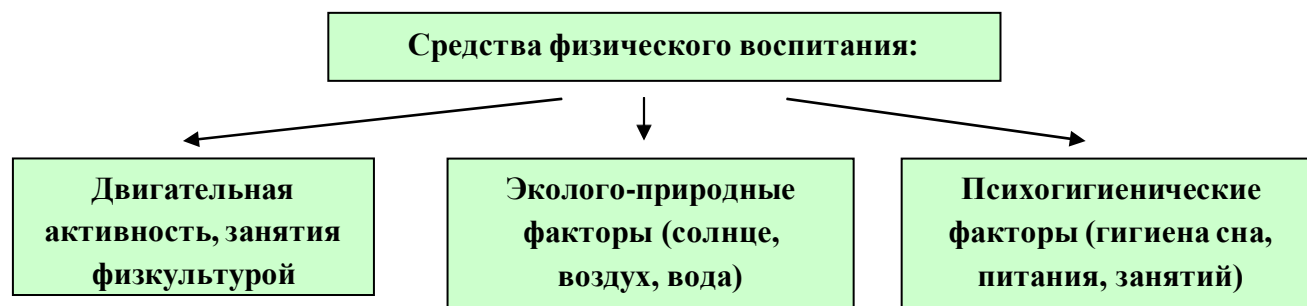 Средства физического воспитания:
Двигательная
активность, занятия
физкультурой
Эколого-природные
факторы (солнце,
воздух, вода)
Психогигиенические
факторы (гигиена сна,
питания, занятий)